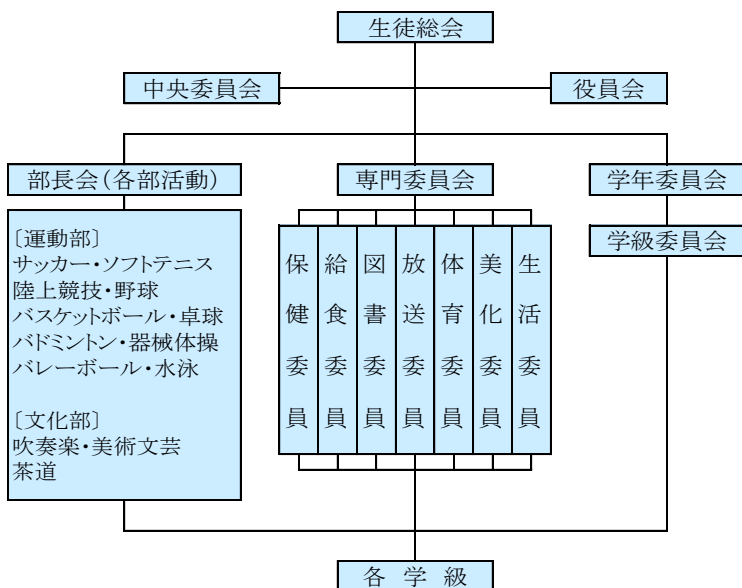 生徒総会
中央委員会
役員会
部長会(各部活動)
専門委員会
学年委員会
〔運動部〕
サッカー・ソフトテニス
陸上競技・野球
バスケットボール・卓球
バドミントン・器械体操
バレーボール・水泳
〔文化部〕
吹奏楽・美術文芸
茶道
保健委員
給食委員
図書委員
放送委員
体育委員
美化委員
生活委員
学級委員会
各学級